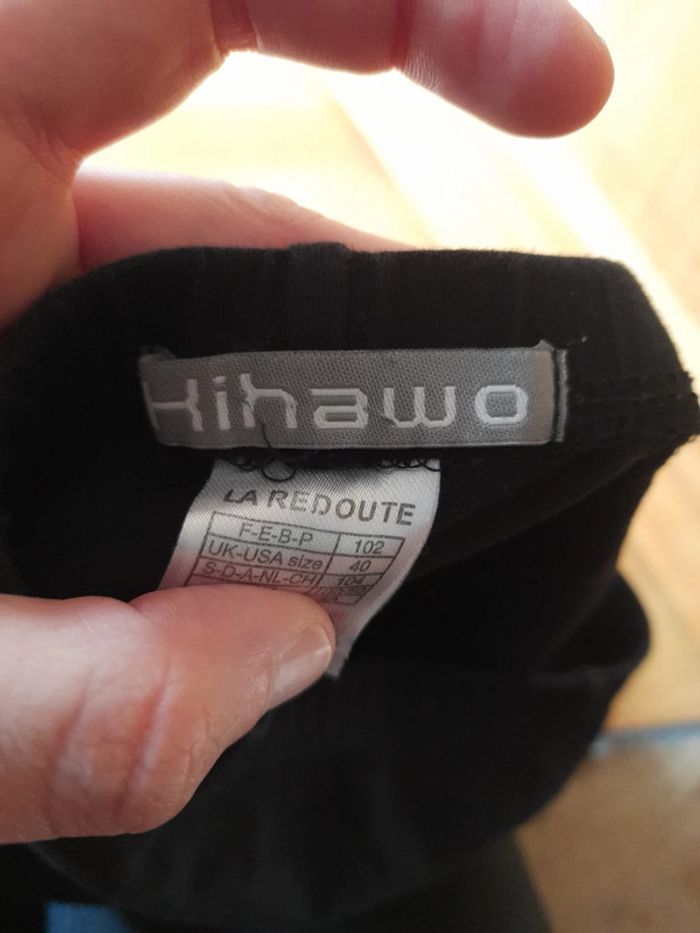 Kihawo
LA REDOUTE
F-E-B-P 102
UK-USA size 40
S-D-A-NL-CH 104